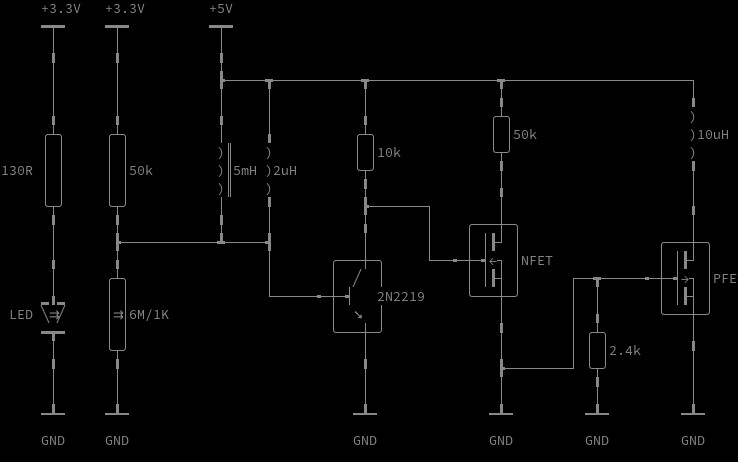 +3.3V +3.3V +5V
130R 50k 5mH 2uH 10k 50k 10uH
LED 6M/1K 2N2219 NFET PFE
2.4k
GND GND GND GND GND GND